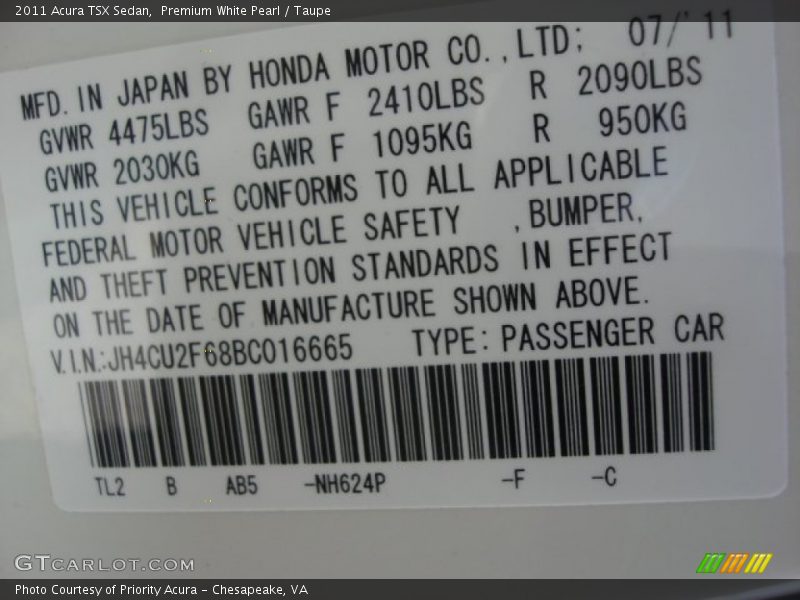 2011 Acura TSX Sedan,  Premium White Pearl / Taupe
MFD. IN JAPAN BY HONDA MOTOR CO., LTD; 07/'11
GVWR 4475LBS GAWR F 2410LBS R 2090LBS
GVWR 2030KG GAWR F 1095KG R 950KG
THIS VEHICLE CONFORMS TO ALL APPLICABLE
FEDERAL MOTOR VEHICLE SAFETY ,BUMPER,
AND THEFT PREVENTION STANDARDS IN EFFECT
ON THE DATE OF MANUFACTURE SHOWN ABOVE.
V.I.N.:JH4CU2F68BC016665 TYPE: PASSENGER CAR
TL2 B AB5 -NH624P -F -C
GTCARLOT.COM
Photo Courtesy of Priority Acura – Chesapeake, VA